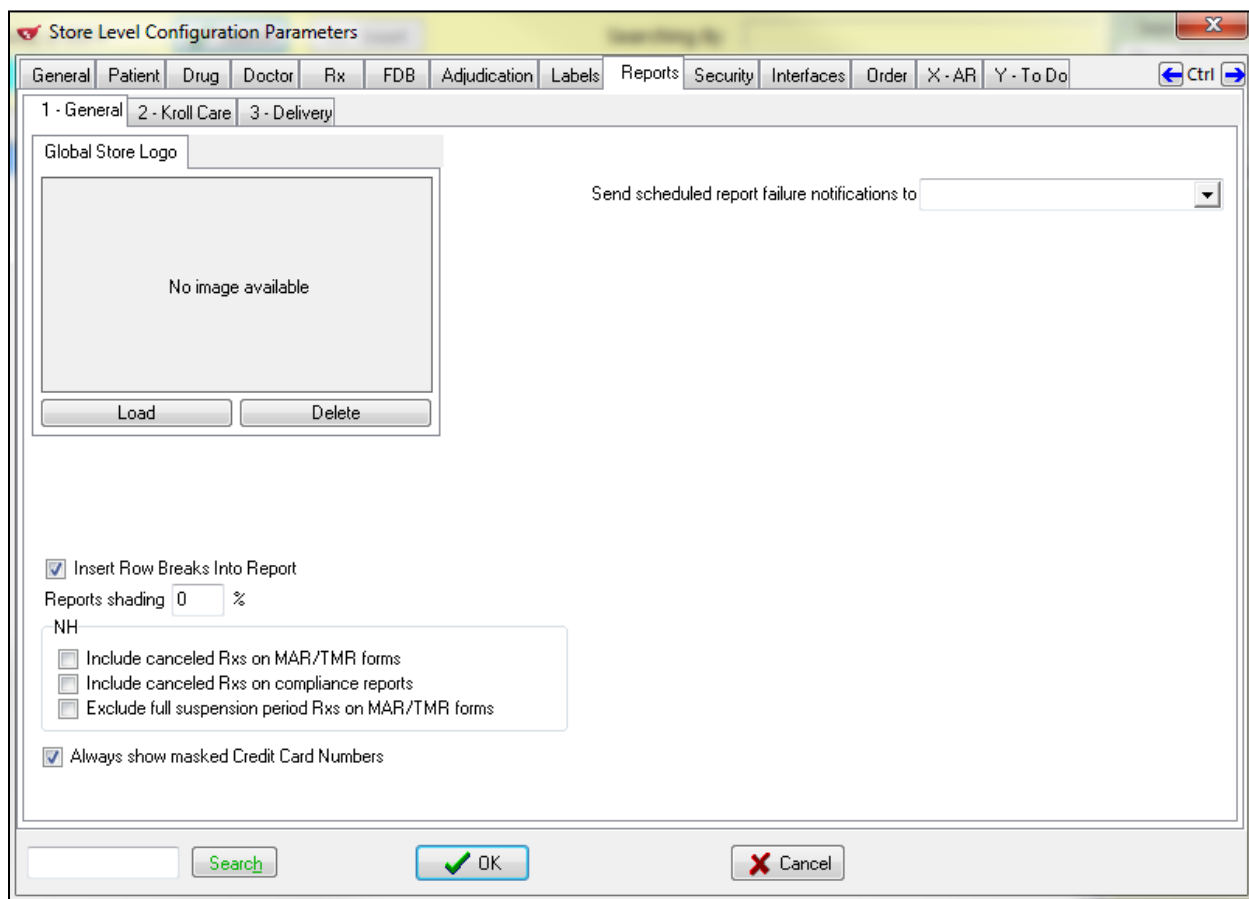 Store Level Configuration Parameters
General Patient Drug Doctor Rx FDB Adjudication Labels Reports Security Interfaces Order X - AR Y - To Do Ctrl
1 - General 2 - Kroll Care 3 - Delivery
Global Store Logo
Send scheduled report failure notifications to
No image available
Load Delete
Insert Row Breaks Into Report
Reports shading 0 %
NH
Include canceled Rxs on MAR/TMR forms
Include canceled Rxs on compliance reports
Exclude full suspension period Rxs on MAR/TMR forms
Always show masked Credit Card Numbers
Search OK Cancel